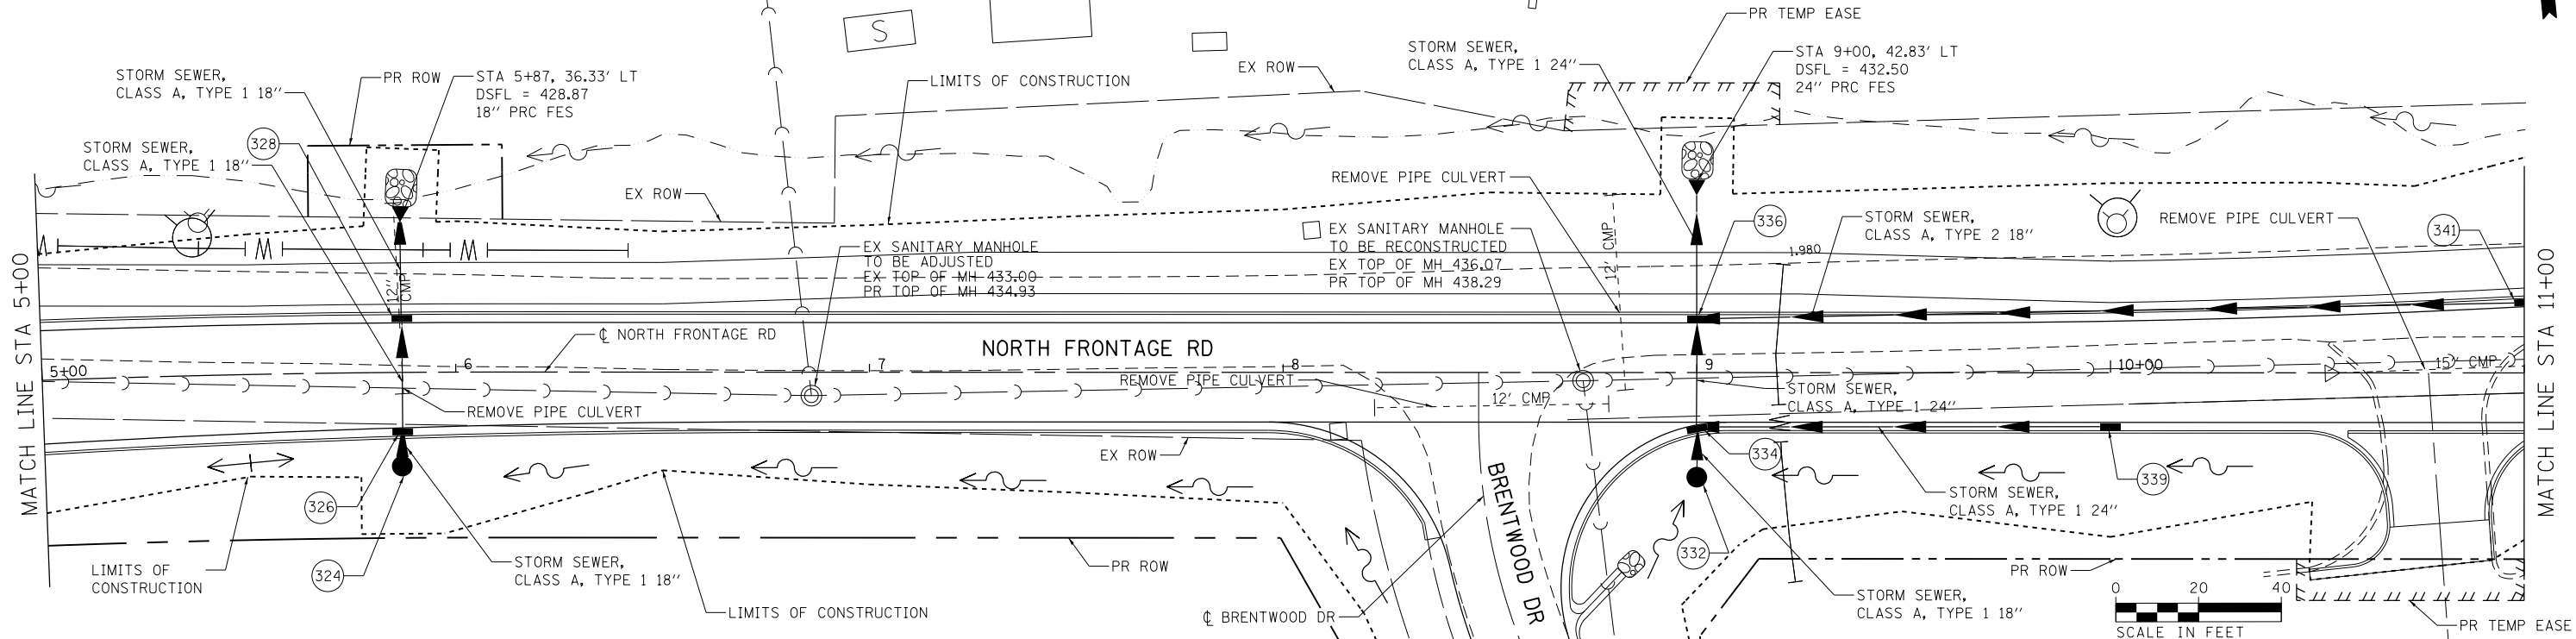 PR TEMP EASE
S
STORM SEWER,
CLASS A, TYPE 1 24"
STA 9+00, 42.83' LT
DSFL = 432.50
24" PRC FES
EX ROW
STORM SEWER,
CLASS A, TYPE 1 18"
PR ROW
STA 5+87, 36.33' LT
DSFL = 428.87
18" PRC FES
LIMITS OF CONSTRUCTION
328
STORM SEWER,
CLASS A, TYPE 1 18"
EX ROW
REMOVE PIPE CULVERT
336
STORM SEWER,
CLASS A, TYPE 2 18"
REMOVE PIPE CULVERT
341
EX SANITARY MANHOLE
TO BE ADJUSTED
EX TOP OF MH 433.00
PR TOP OF MH 434.93
EX SANITARY MANHOLE
TO BE RECONSTRUCTED
EX TOP OF MH 436.07
PR TOP OF MH 438.29
12' CMP
1.980
12" CMP
MATCH LINE STA 5+00
MATCH LINE STA 11+00
℄ NORTH FRONTAGE RD
NORTH FRONTAGE RD
5+00
6
7
8
9
10+00
15' CMP
REMOVE PIPE CULVERT
12' CMP
STORM SEWER,
CLASS A, TYPE 1 24"
REMOVE PIPE CULVERT
EX ROW
334
339
STORM SEWER,
CLASS A, TYPE 1 24"
326
BRENTWOOD DR
332
LIMITS OF
CONSTRUCTION
324
STORM SEWER,
CLASS A, TYPE 1 18"
PR ROW
PR ROW
LIMITS OF CONSTRUCTION
℄ BRENTWOOD DR
STORM SEWER,
CLASS A, TYPE 1 18"
0 20 40
SCALE IN FEET
PR TEMP EASE